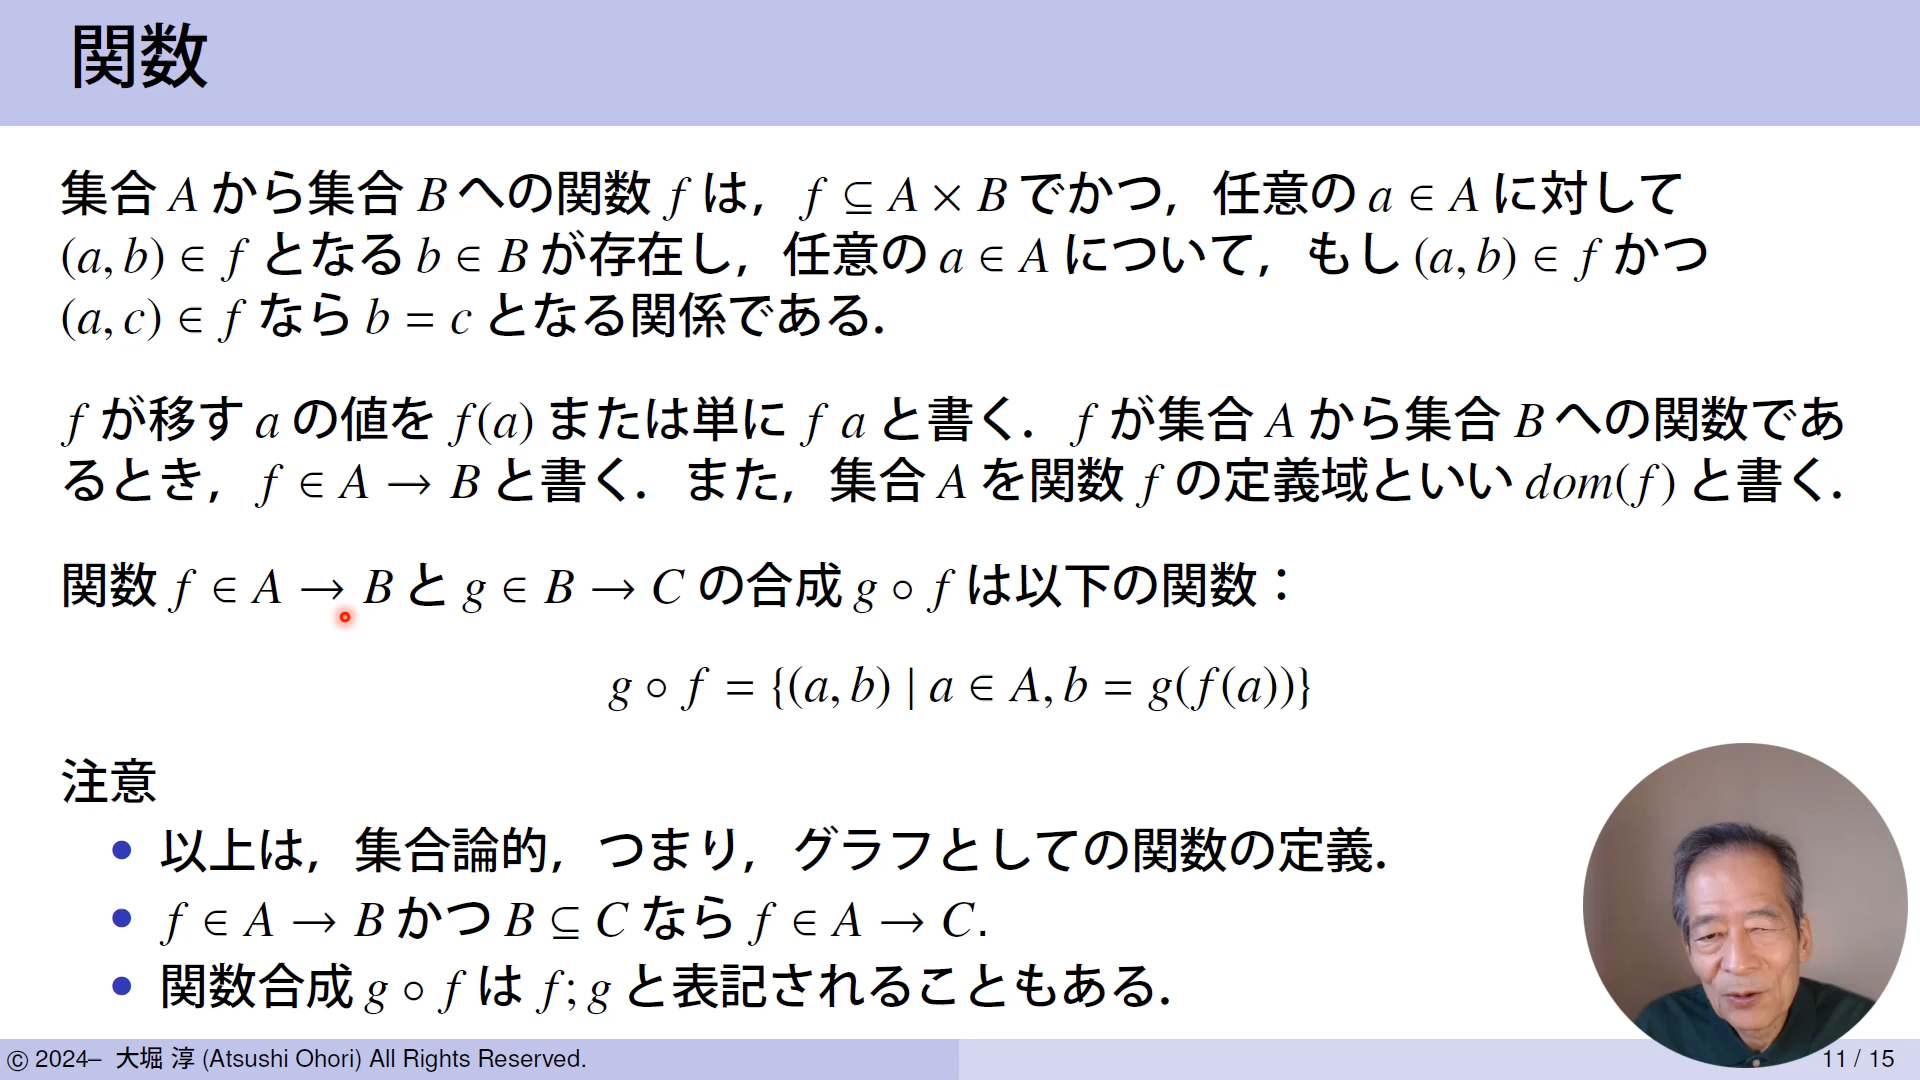 関数
集合 A から集合 B への関数 f は，f ⊆ A × B でかつ，任意の a ∈ A に対して
(a, b) ∈ f となる b ∈ B が存在し，任意の a ∈ A について，もし (a, b) ∈ f かつ
(a, c) ∈ f なら b = c となる関係である．
f が移す a の値を f(a) または単に f a と書く．f が集合 A から集合 B への関数であ
るとき，f ∈ A → B と書く．また，集合 A を関数 f の定義域といい dom(f) と書く．
関数 f ∈ A → B と g ∈ B → C の合成 g ∘ f は以下の関数：
g ∘ f = {(a, b) | a ∈ A, b = g(f(a))}
注意
• 以上は，集合論的，つまり，グラフとしての関数の定義．
• f ∈ A → B かつ B ⊆ C なら f ∈ A → C．
• 関数合成 g ∘ f は f; g と表記されることもある．
© 2024– 大堀 淳 (Atsushi Ohori) All Rights Reserved.
11 / 15